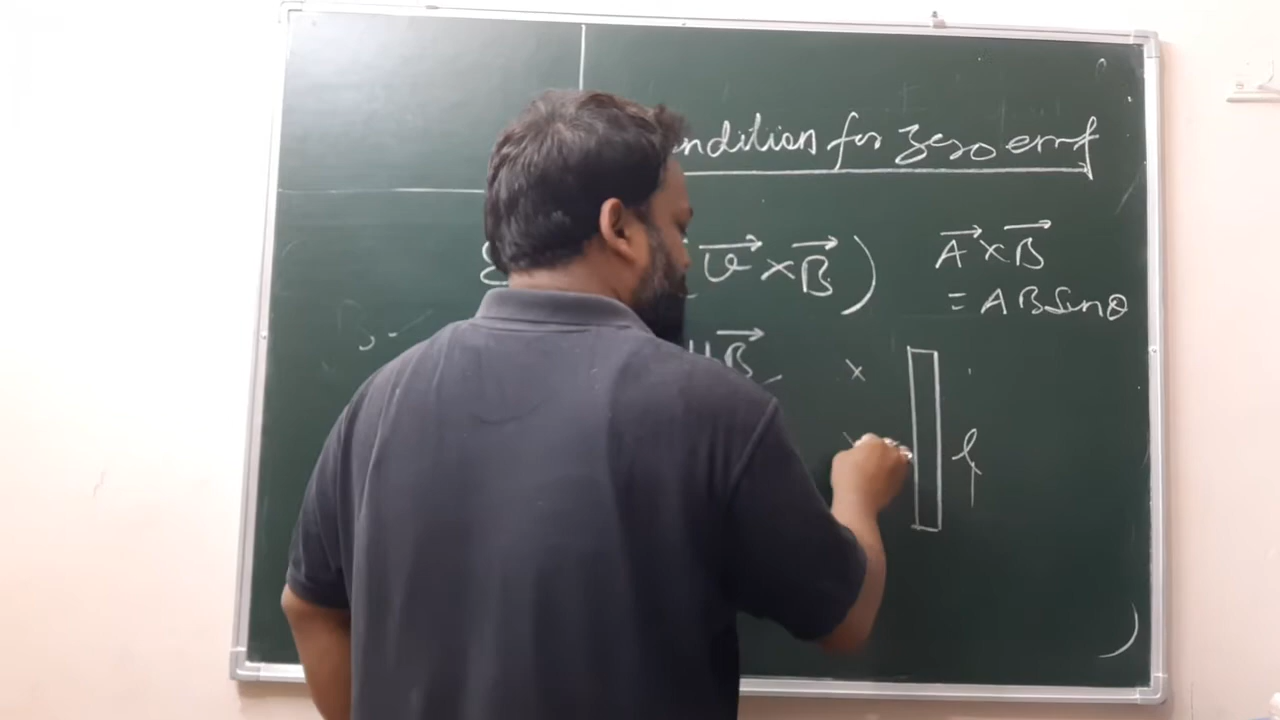 ndition for zero emf
ε v⃗ × B⃗ )
A⃗ × B⃗
= AB Sinθ
|| B⃗
×
l